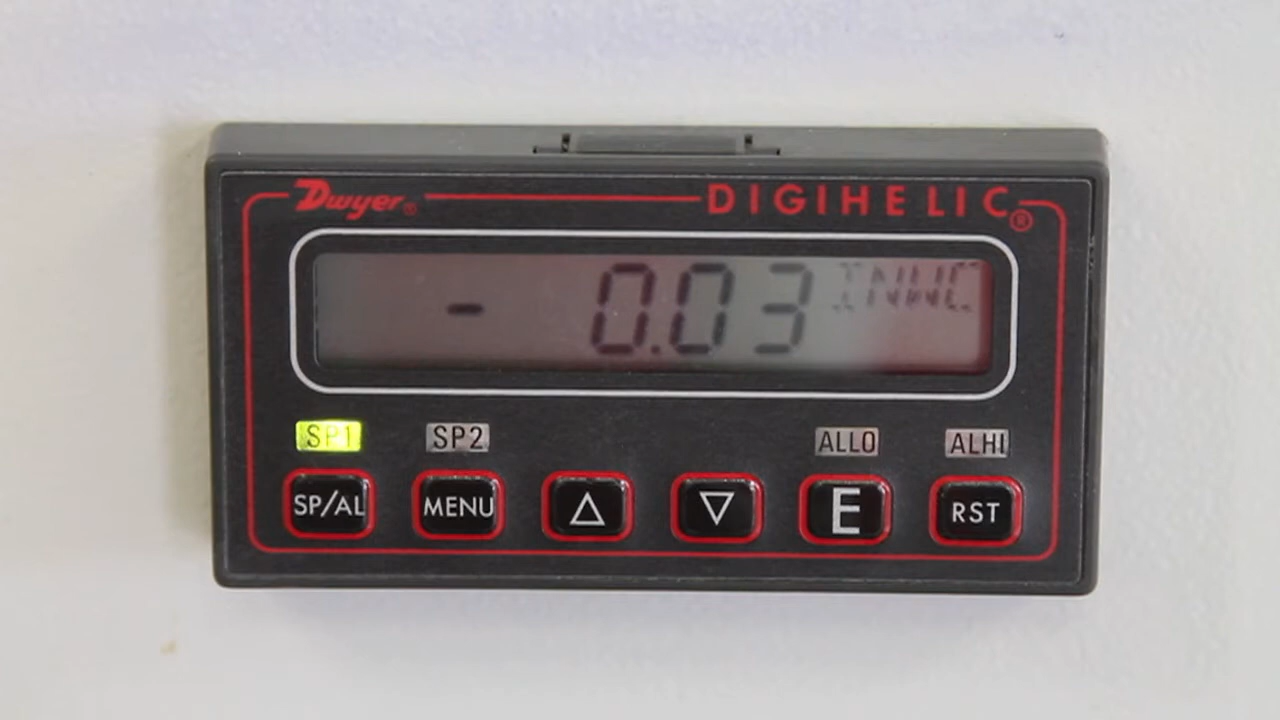 Dwyer® DIGIHELIC®
- 0.03 INWC
SP1 SP2 ALLO ALHI
SP/AL MENU △ ▽ E RST